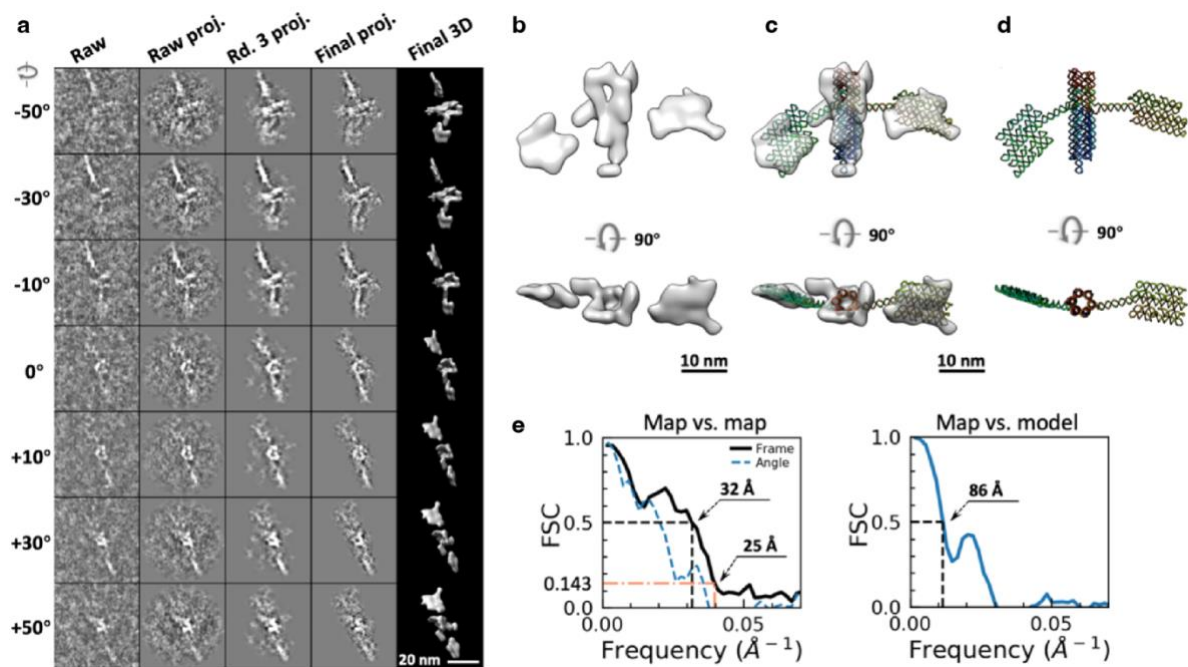 a
Raw
Raw proj.
Rd. 3 proj.
Final proj.
Final 3D
-50°
-30°
-10°
0°
+10°
+30°
+50°
20 nm
b
c
d
90°
90°
90°
10 nm
10 nm
e
Map vs. map
Frame
Angle
32 Å
25 Å
FSC
1.0
0.5
0.143
0.0
0.00
0.05
Frequency (Å⁻¹)
Map vs. model
86 Å
FSC
1.0
0.5
0.0
0.00
0.05
Frequency (Å⁻¹)